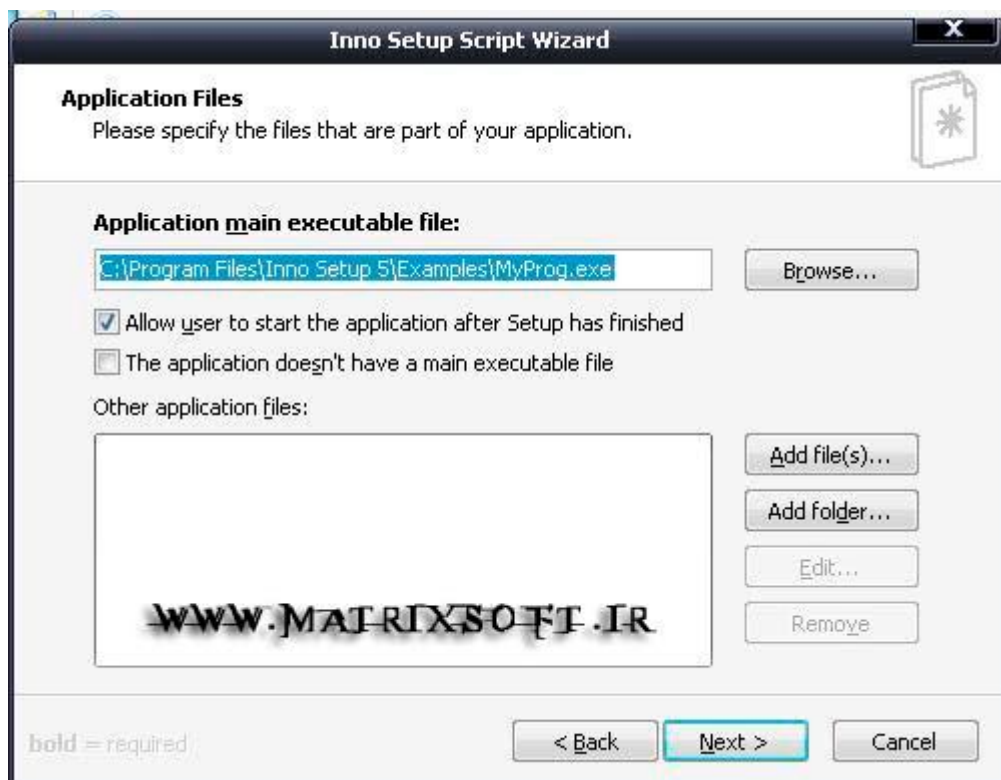 Inno Setup Script Wizard
X
Application Files
Please specify the files that are part of your application.
Application main executable file:
C:\Program Files\Inno Setup 5\Examples\MyProg.exe
Browse...
Allow user to start the application after Setup has finished
The application doesn't have a main executable file
Other application files:
Add file(s)...
Add folder...
Edit...
Remove
WWW.MATRIXSOFT.IR
bold = required
< Back
Next >
Cancel